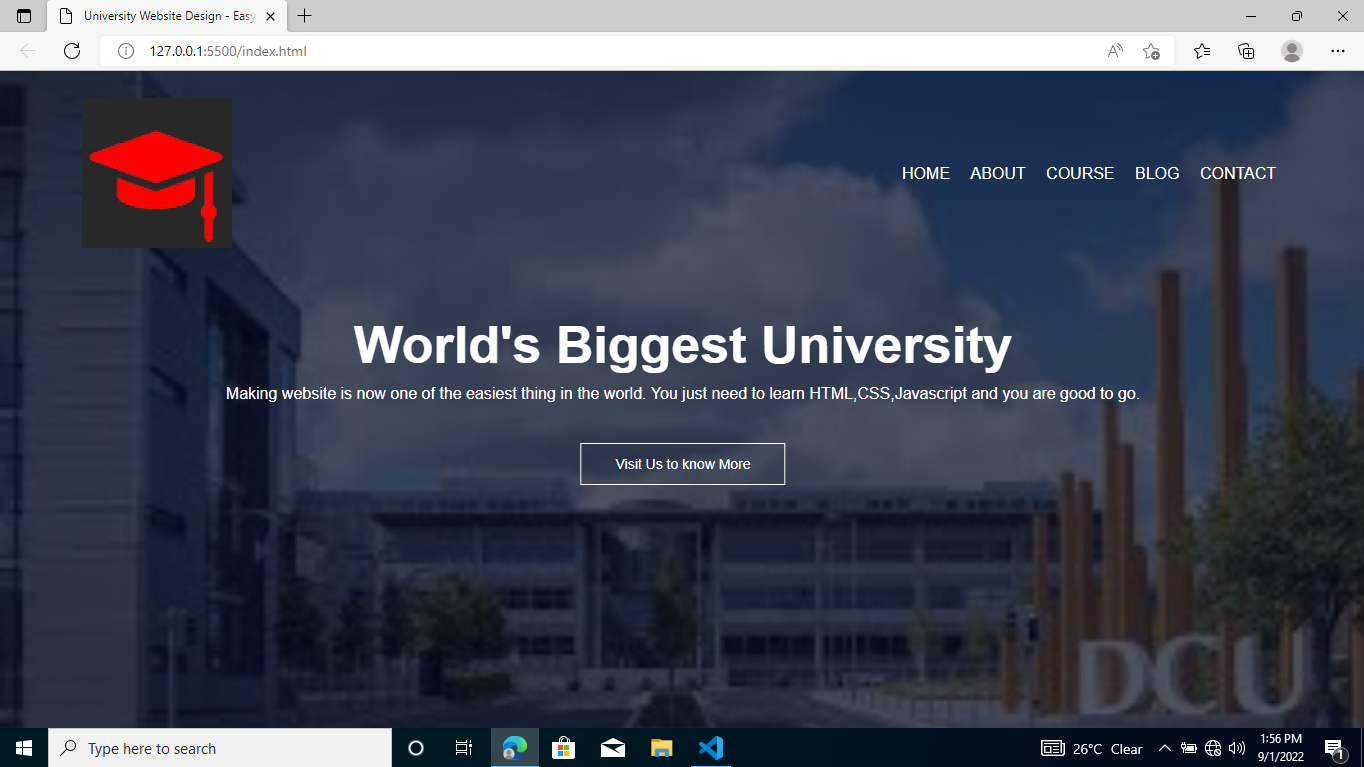 University Website Design - Easy
127.0.0.1:5500/index.html
HOME ABOUT COURSE BLOG CONTACT
World's Biggest University
Making website is now one of the easiest thing in the world. You just need to learn HTML,CSS,Javascript and you are good to go.
Visit Us to know More
DCU
Type here to search
26°C Clear
1:56 PM
9/1/2022
1